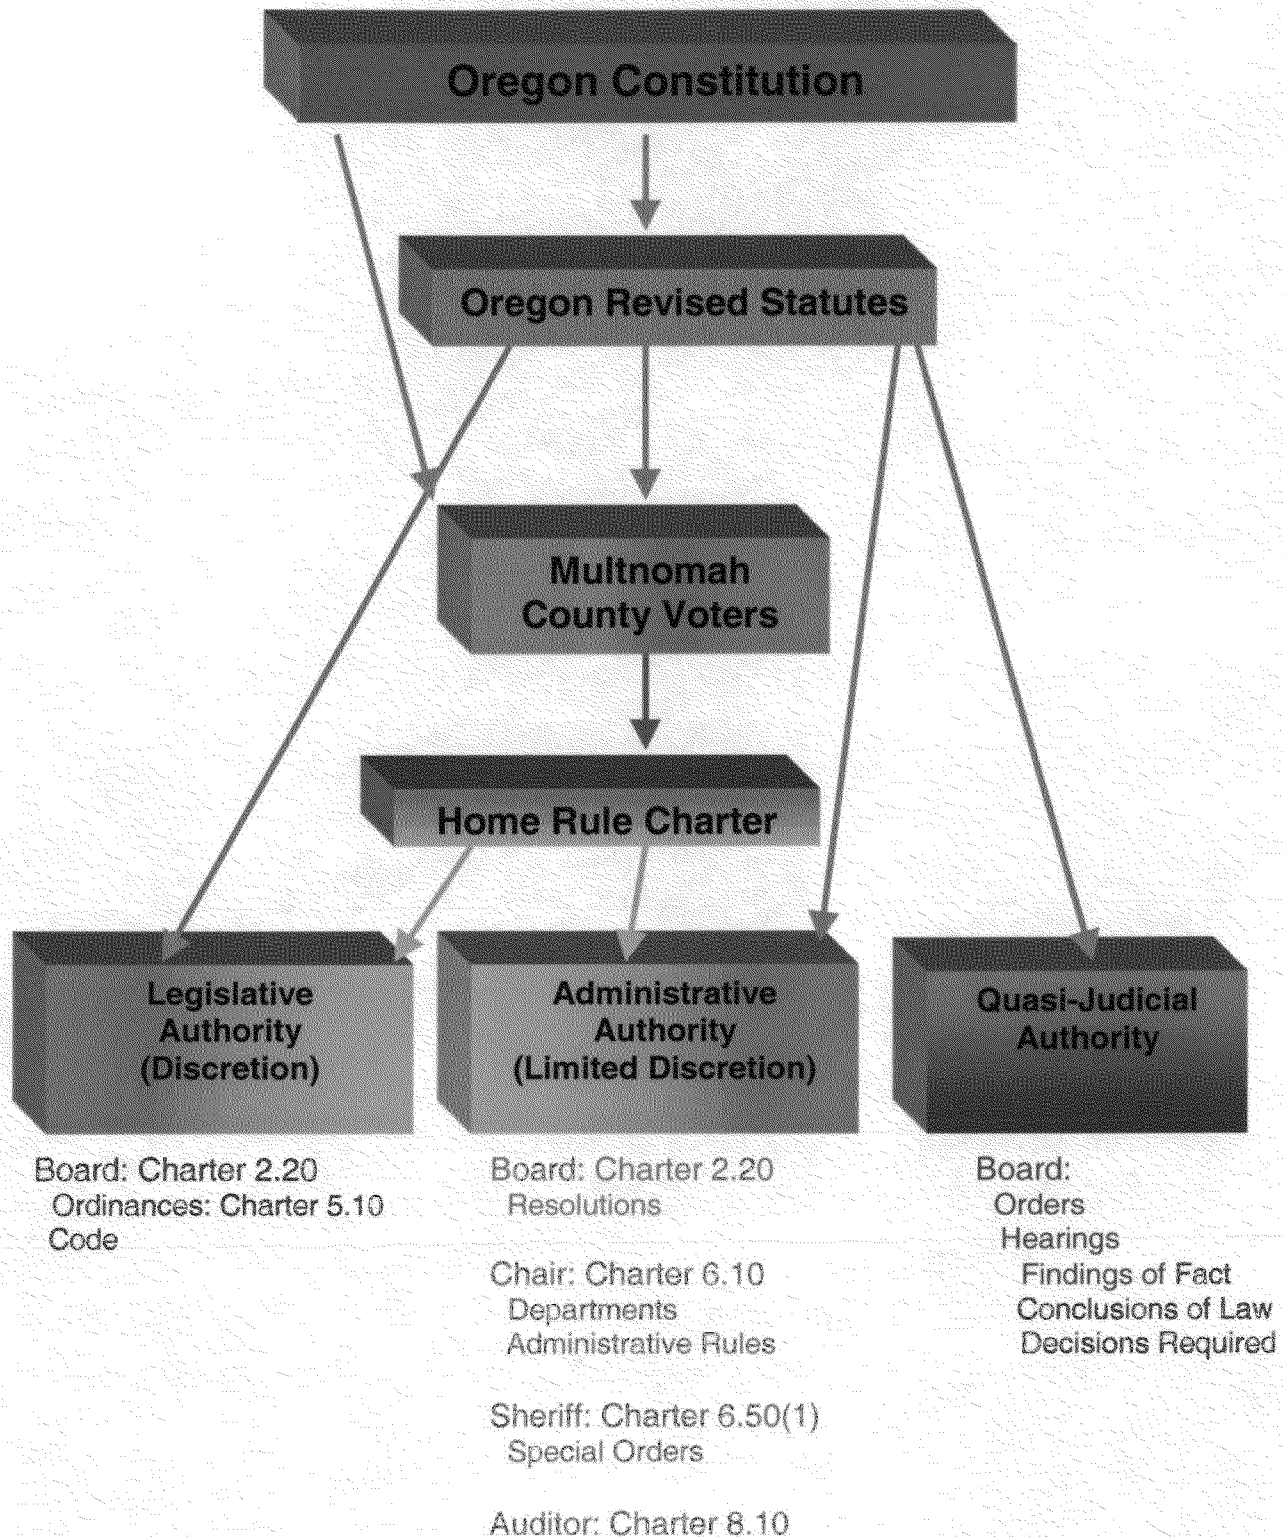 Oregon Constitution
Oregon Revised Statutes
Multnomah
County Voters
Home Rule Charter
Legislative
Authority
(Discretion)
Administrative
Authority
(Limited Discretion)
Quasi-Judicial
Authority
Board: Charter 2.20
Ordinances: Charter 5.10
Code
Board: Charter 2.20
Resolutions
Chair: Charter 6.10
Departments
Administrative Rules
Sheriff: Charter 6.50(1)
Special Orders
Auditor: Charter 8.10
Board:
Orders
Hearings
Findings of Fact
Conclusions of Law
Decisions Required